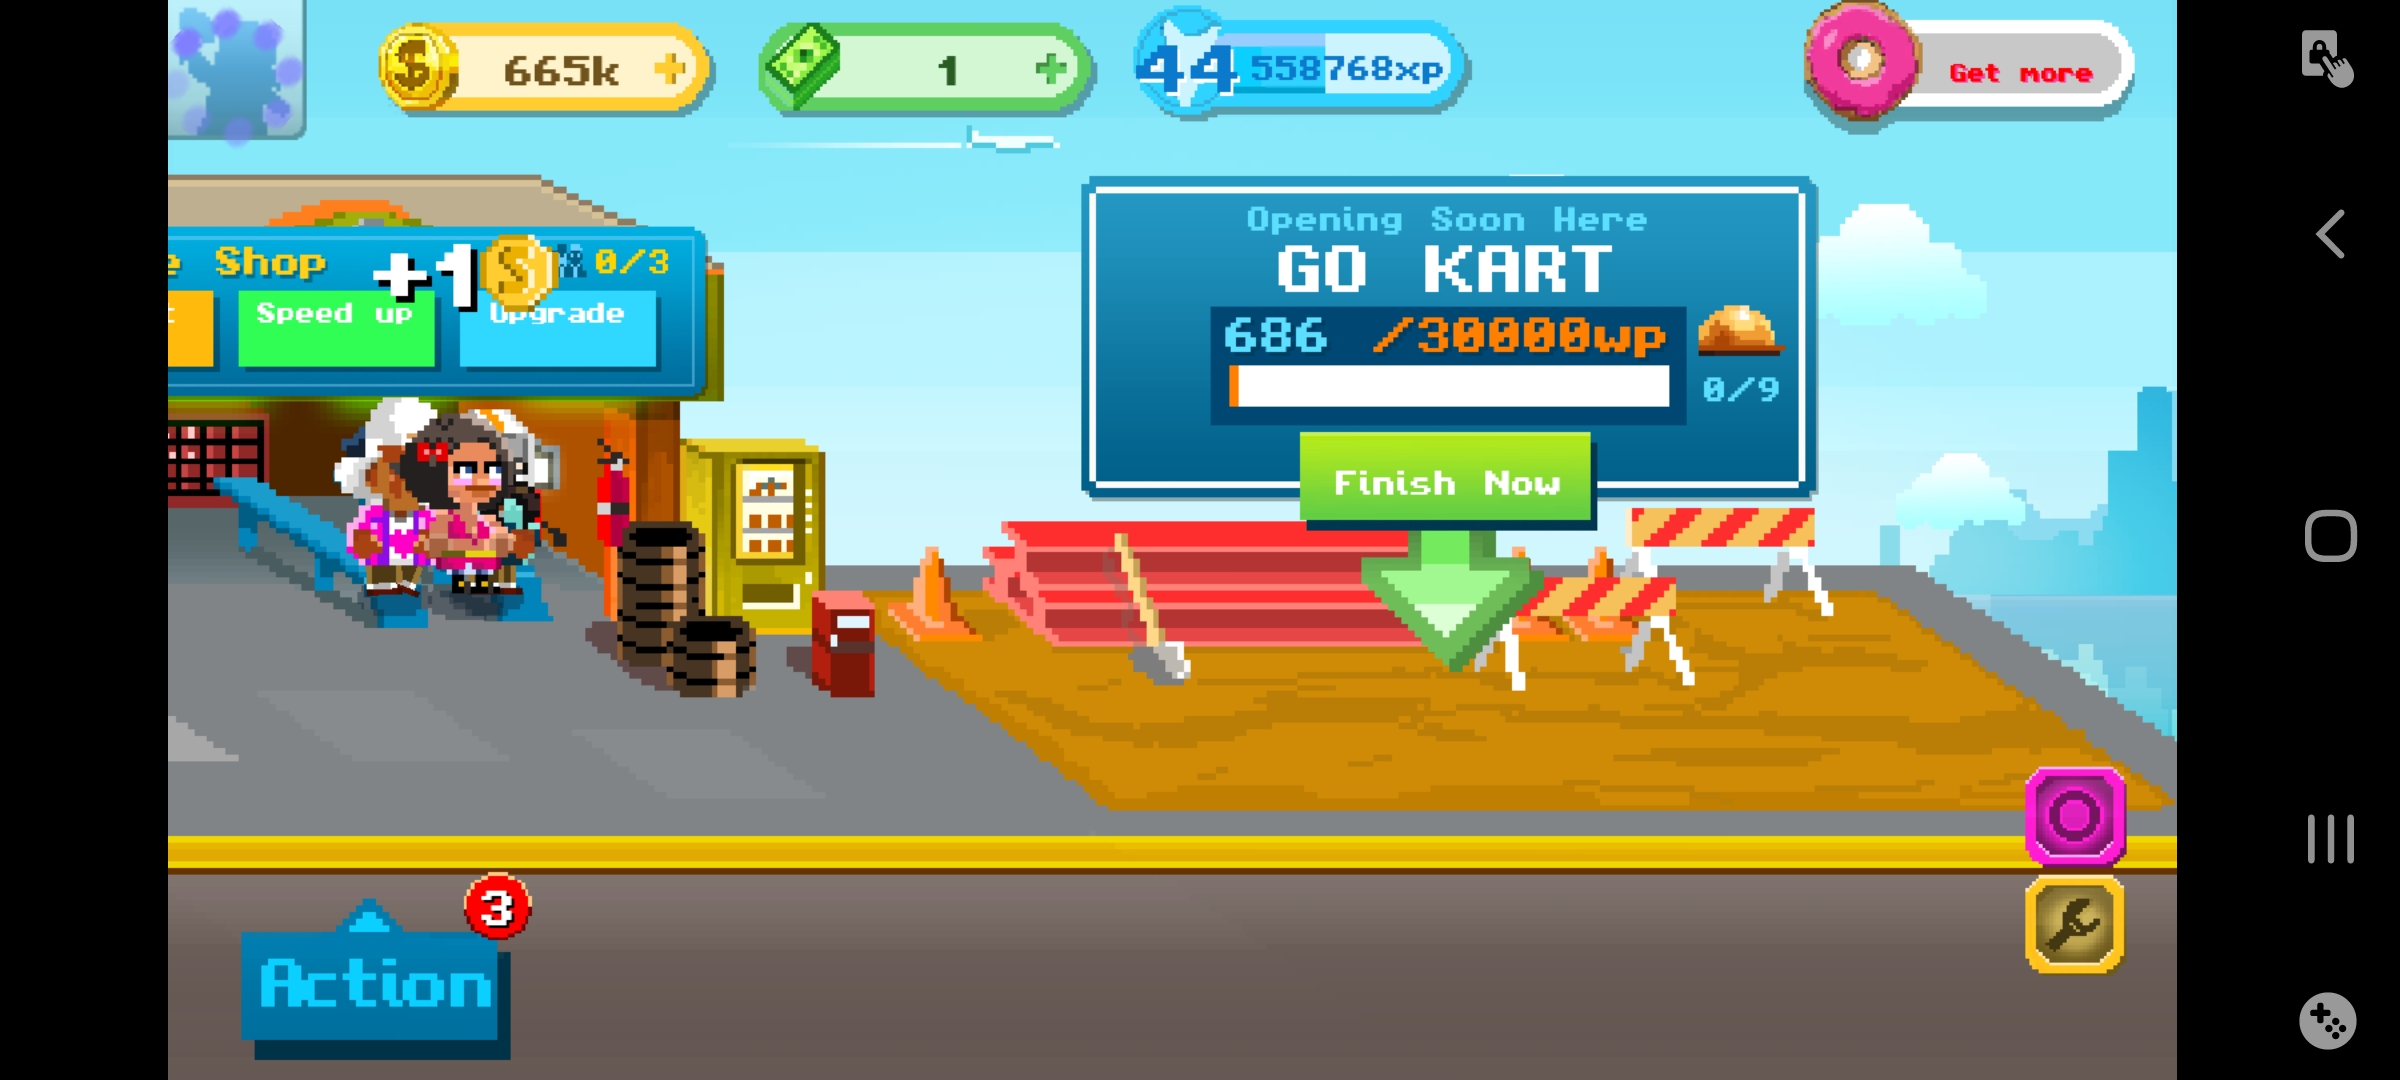 665k
1
44 558768xp
Get more
Opening Soon Here
GO KART
686 /30000wp
0/9
Finish Now
Shop
+1
0/3
Speed up
Upgrade
3
Action